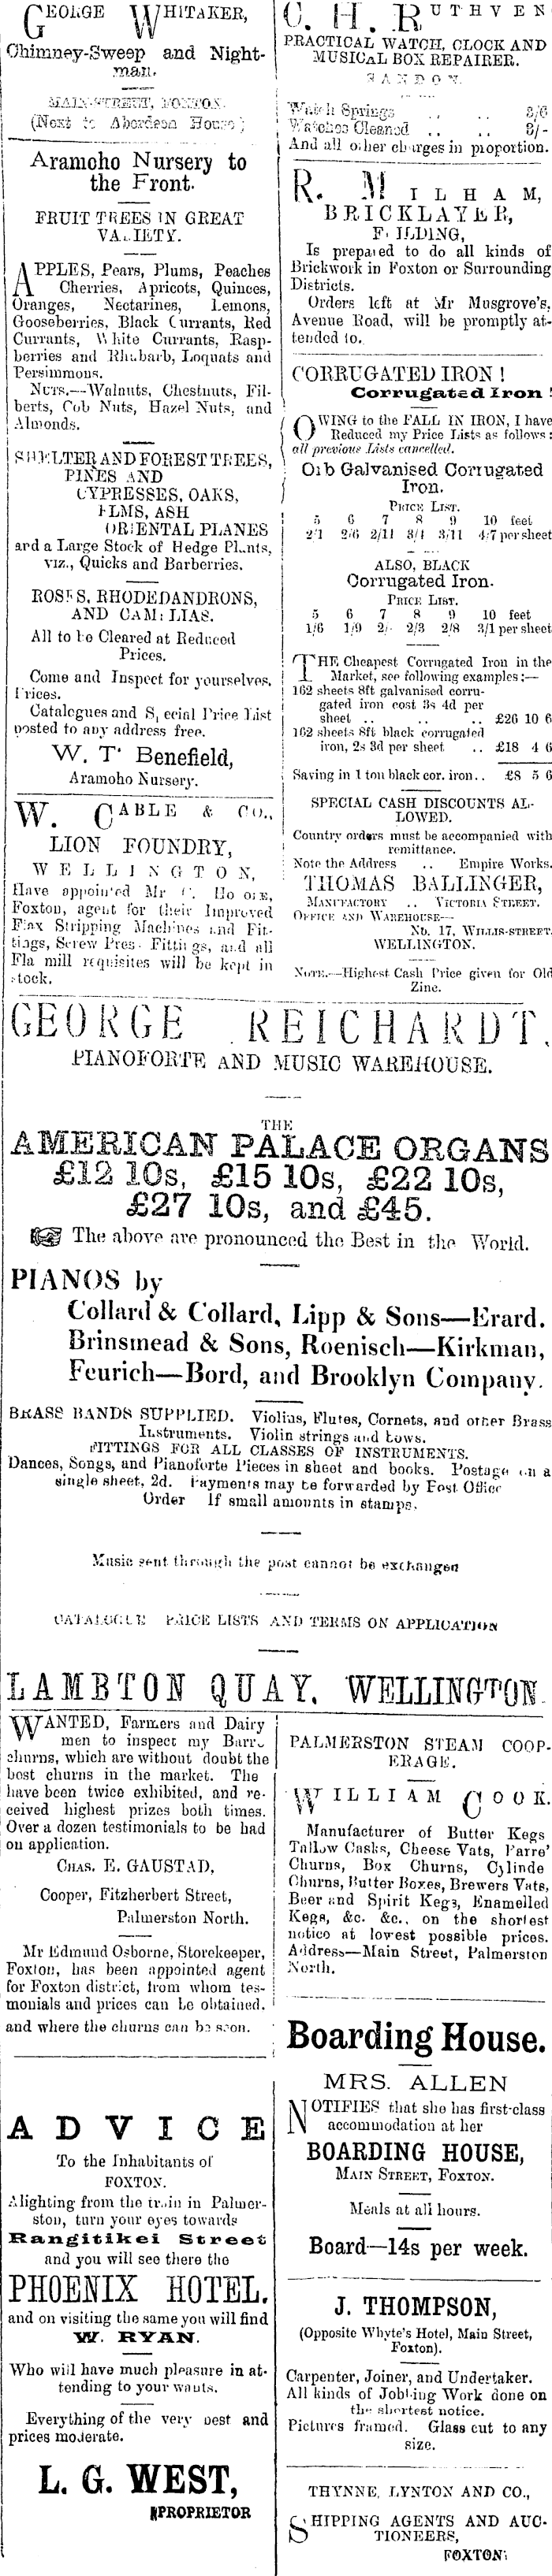 GEORGE WHITAKER,
Chimney-Sweep and Night-
man.
MAIN-STREET, FOXTON.
(Next to Aberdeen House)
Aramoho Nursery to
the Front.
FRUIT TREES IN GREAT
VARIETY.
APPLES, Pears, Plums, Peaches
Cherries, Apricots, Quinces,
Oranges, Nectarines, Lemons,
Gooseberries, Black Currants, Red
Currants, White Currants, Rasp-
berries and Rhubarb, Loquats and
Persimmons.
NUTS.—Walnuts, Chestnuts, Fil-
berts, Cob Nuts, Hazel Nuts, and
Almonds.
SHELTER AND FOREST TREES,
PINES AND
CYPRESSES, OAKS,
ELMS, ASH
ORIENTAL PLANES
and a Large Stock of Hedge Plants,
viz., Quicks and Barberries.
ROSES, RHODEDANDRONS,
AND CAMELIAS.
All to be Cleared at Reduced
Prices.
Come and Inspect for yourselves.
Prices.
Catalogues and Special Price List
posted to any address free.
W. T. Benefield,
Aramoho Nursery.
W. CABLE & Co.,
LION FOUNDRY,
WELLINGTON,
Have appointed Mr
Foxton, agent for their Improved
Flax Stripping Machines and Fit-
tings, Screw Press Fittings, and all
Fla mill requisites will be kept in
stock.
C. H. RUTHVEN
PRACTICAL WATCH, CLOCK AND
MUSICAL BOX REPAIRER.
SANDON.
Watch Springs .. .. 3/6
Watches Cleaned .. .. 3/-
And all other charges in propotion.
R. MILHAM,
BRICKLAYER,
FEILDING,
Is prepared to do all kinds of
Brickwork in Foxton or Surrounding
Districts.
Orders left at Mr Musgrove's,
Avenue Road, will be promptly at-
tended to.
CORRUGATED IRON!
Corrugated Iron!
OWING to the FALL IN IRON, I have
Reduced my Price Lists as follows:
all previous Lists cancelled.
Orb Galvanised Corrugated
Iron.
PRICE LIST.
5 6 7 8 9 10 feet
2/1 2/6 2/11 3/4 3/11 4/7 per sheet
ALSO, BLACK
Corrugated Iron.
PRICE LIST.
5 6 7 8 9 10 feet
1/6 1/9 2/- 2/3 2/8 3/1 per sheet
THE Cheapest Corrugated Iron in the
Market, see following examples:—
162 sheets 8ft galvanised corru-
gated iron cost 3s 4d per
sheet .. .. .. £26 10 6
162 sheets 8ft black corrugated
iron, 2s 3d per sheet .. £18 4 6
Saving in 1 ton black cor. iron.. £8 5 6
SPECIAL CASH DISCOUNTS AL-
LOWED.
Country orders must be accompanied with
remittance.
Note the Address .. Empire Works.
THOMAS BALLINGER,
MANUFACTORY .. VICTORIA STREET.
OFFICE AND WAREHOUSE—
No. 17, WILLIS-STREET.
WELLINGTON.
NOTE.—Highest Cash Price given for Old
Zinc.
GEORGE REICHARDT.
PIANOFORTE AND MUSIC WAREHOUSE.
THE
AMERICAN PALACE ORGANS
£12 10s, £15 10s, £22 10s,
£27 10s, and £45.
The above are pronounced the Best in the World.
PIANOS by
Collard & Collard, Lipp & Sons—Erard.
Brinsmead & Sons, Roenisch—Kirkman,
Feurich—Bord, and Brooklyn Company.
BRASS BANDS SUPPLIED. Violins, Flutes, Cornets, and other Brass
Instruments. Violin strings and bows.
FITTINGS FOR ALL CLASSES OF INSTRUMENTS.
Dances, Songs, and Pianoforte Pieces in sheet and books. Postage on a
single sheet, 2d. Payments may be forwarded by Post Office
Order If small amounts in stamps.
Music sent through the post cannot be exchanged
CATALOGUE PRICE LISTS AND TERMS ON APPLICATION
LAMBTON QUAY, WELLINGTON.
WANTED, Farmers and Dairy
men to inspect my Barre
churns, which are without doubt the
best churns in the market. The
have been twice exhibited, and re-
ceived highest prizes both times.
Over a dozen testimonials to be had
on application.
CHAS. E. GAUSTAD,
Cooper, Fitzherbert Street,
Palmerston North.
Mr Edmund Osborne, Storekeeper,
Foxton, has been appointed agent
for Foxton district, from whom tes-
monials and prices can be obtained.
and where the churns can be seen.
ADVICE
To the Inhabitants of
FOXTON.
Alighting from the train in Palmer-
ston, turn your eyes towards
Rangitikei Street
and you will see there the
PHOENIX HOTEL.
and on visiting the same you will find
W. RYAN.
Who will have much pleasure in at-
tending to your wants.
Everything of the very best and
prices moderate.
L. G. WEST,
PROPRIETOR
PALMERSTON STEAM COOP-
ERAGE.
WILLIAM COOK.
Manufacturer of Butter Kegs
Tallow Casks, Cheese Vats, Barre'
Churns, Box Churns, Cylinde
Churns, Butter Boxes, Brewers Vats,
Beer and Spirit Kegs, Enamelled
Kegs, &c. &c., on the shortest
notice at lowest possible prices.
Address—Main Street, Palmerston
North.
Boarding House.
MRS. ALLEN
NOTIFIES that she has first-class
accommodation at her
BOARDING HOUSE,
MAIN STREET, FOXTON.
Meals at all hours.
Board—14s per week.
J. THOMPSON,
(Opposite Whyte's Hotel, Main Street,
Foxton).
Carpenter, Joiner, and Undertaker.
All kinds of Jobbing Work done on
the shortest notice.
Pictures framed. Glass cut to any
size.
THYNNE, LYNTON AND CO.,
SHIPPING AGENTS AND AUC-
TIONEERS,
FOXTON.